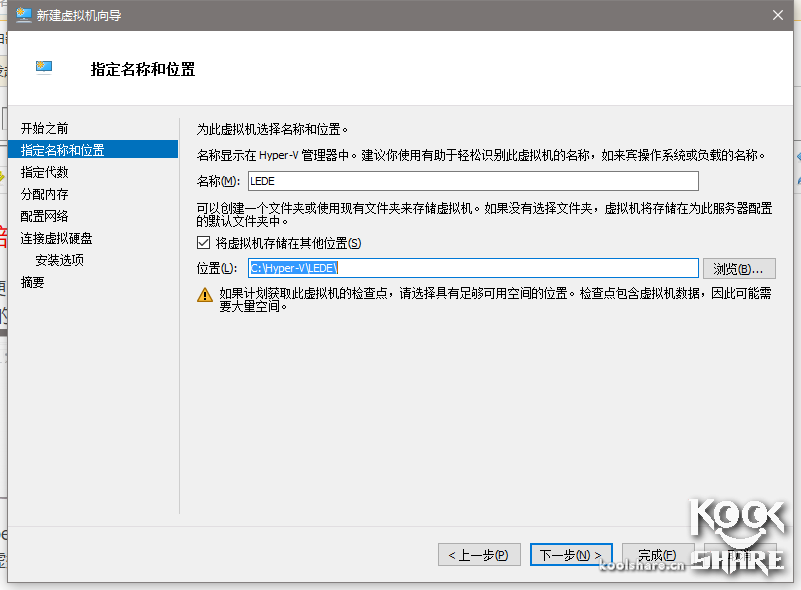 新建虚拟机向导
指定名称和位置
开始之前
指定名称和位置
指定代数
分配内存
配置网络
连接虚拟硬盘
安装选项
摘要
为此虚拟机选择名称和位置。
名称显示在 Hyper-V 管理器中。建议你使用有助于轻松识别此虚拟机的名称，如来宾操作系统或负载的名称。
名称(M): LEDE
可以创建一个文件夹或使用现有文件夹来存储虚拟机。如果没有选择文件夹，虚拟机将存储在为此服务器配置
的默认文件夹中。
将虚拟机存储在其他位置(S)
位置(L): C:\Hyper-V\LEDE\ 浏览(B)...
如果计划获取此虚拟机的检查点，请选择具有足够可用空间的位置。检查点包含虚拟机数据，因此可能需
要大量空间。
< 上一步(P) 下一步(N) > 完成(F)
koolshare.cn
KOOK
SHARE